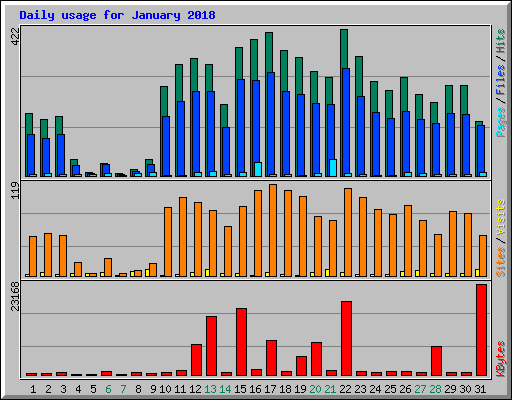 Daily usage for January 2018
422
Pages / Files / Hits
119
Sites / Visits
23168
KBytes
1 2 3 4 5 6 7 8 9 10 11 12 13 14 15 16 17 18 19 20 21 22 23 24 25 26 27 28 29 30 31